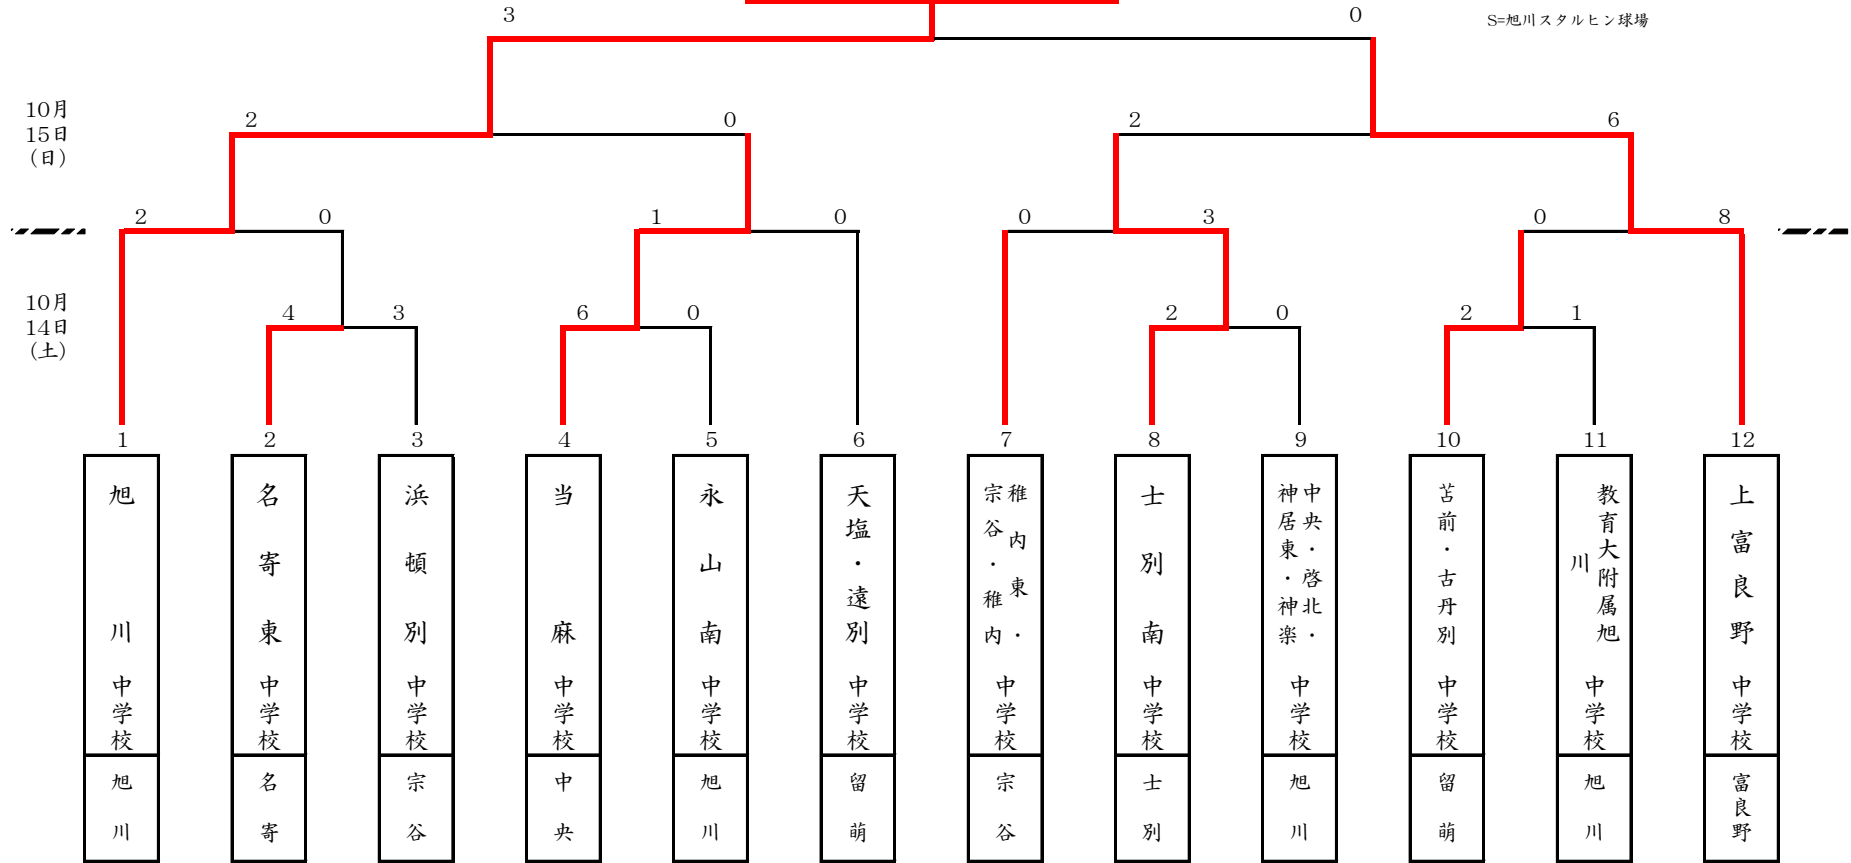 3 0
S=旭川スタルヒン球場
10月
15日
(日)
2 0 2 6
2 0 1 0 0 3 0 8
10月
14日
(土)
4 3 6 0 2 0 2 1
1 2 3 4 5 6 7 8 9 10 11 12
旭川 中学校
旭川
名寄東 中学校
名寄
浜頓別 中学校
宗谷
当麻 中学校
中央
永山南 中学校
旭川
天塩・遠別 中学校
留萌
稚内東・
宗谷・稚内
中学校
宗谷
士別南 中学校
士別
中央・啓北・
神居東・神楽
中学校
旭川
苫前・古丹別 中学校
留萌
教育大附属旭
川
中学校
旭川
上富良野 中学校
富良野